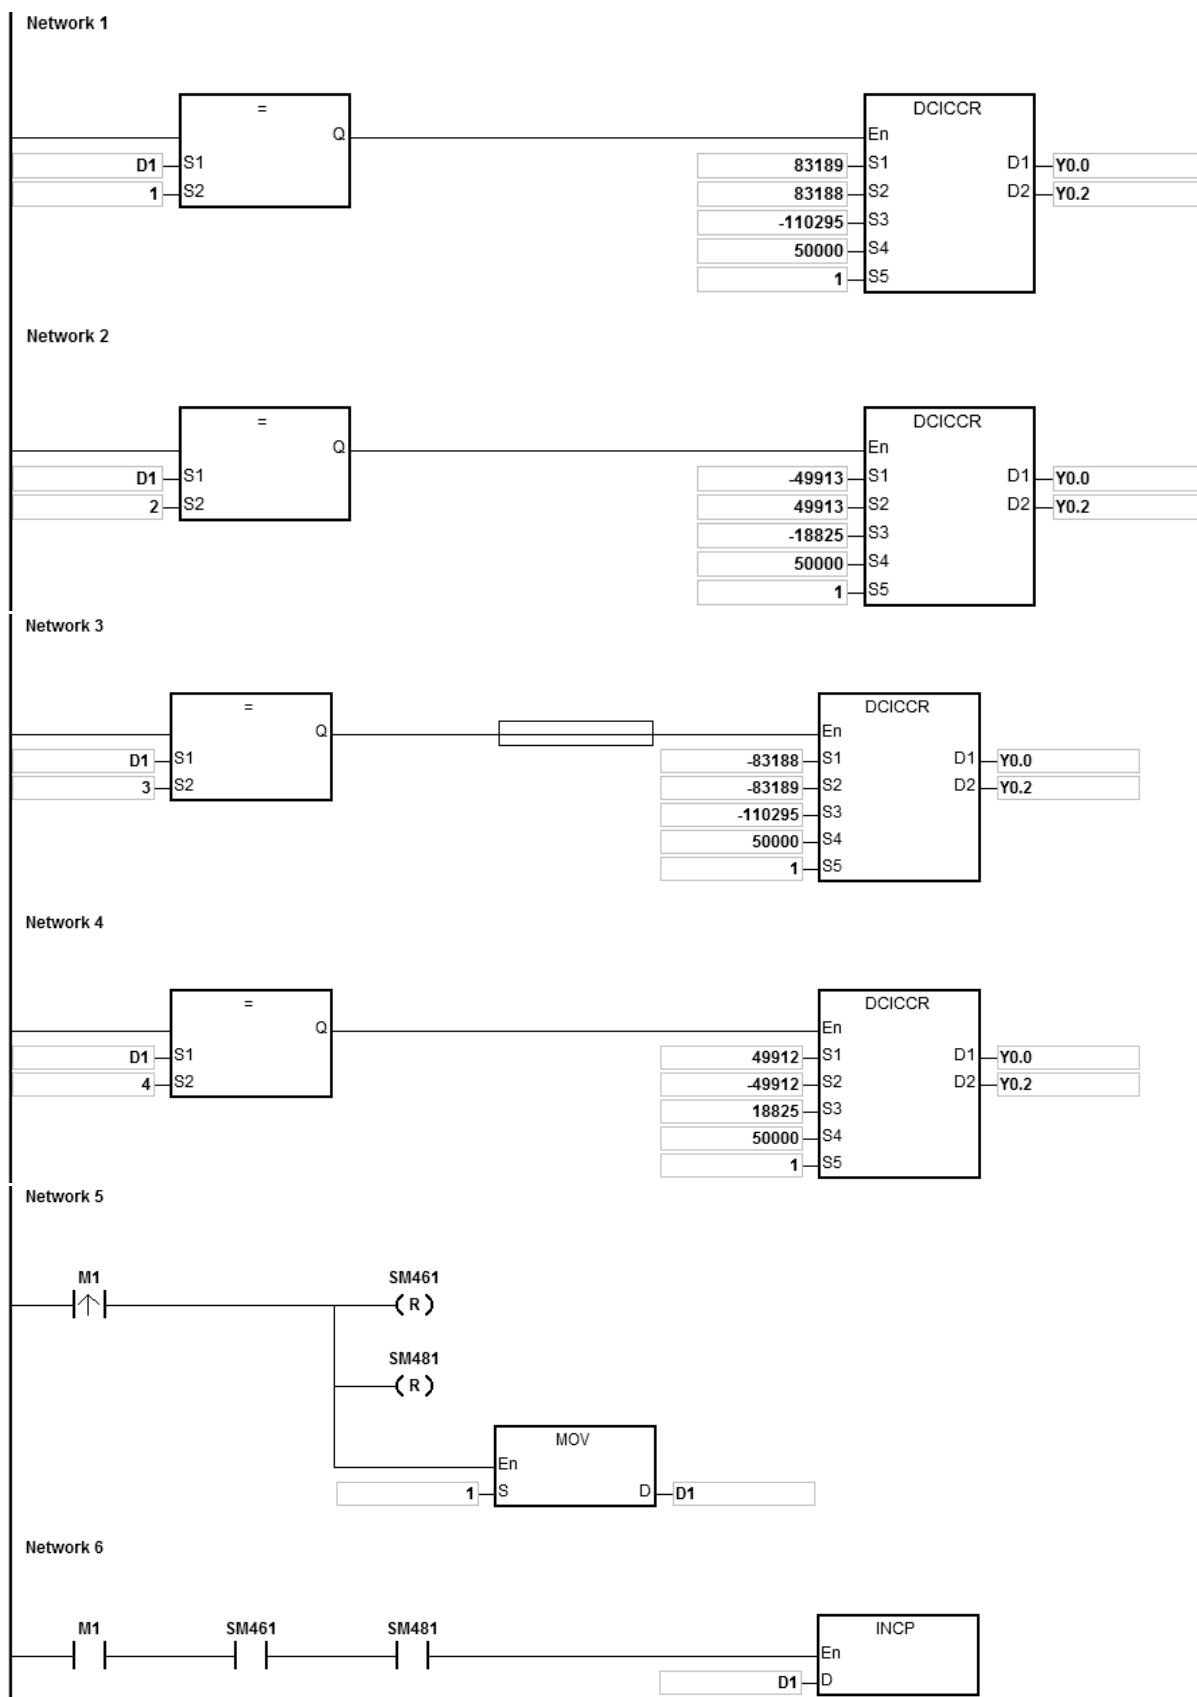 Network 1
= DCICCR
Q En
D1 S1 83189 S1 D1 Y0.0
1 S2 83188 S2 D2 Y0.2
-110295 S3
50000 S4
1 S5
Network 2
= DCICCR
Q En
D1 S1 -49913 S1 D1 Y0.0
2 S2 49913 S2 D2 Y0.2
-18825 S3
50000 S4
1 S5
Network 3
= DCICCR
Q En
D1 S1 -83188 S1 D1 Y0.0
3 S2 -83189 S2 D2 Y0.2
-110295 S3
50000 S4
1 S5
Network 4
= DCICCR
Q En
D1 S1 49912 S1 D1 Y0.0
4 S2 -49912 S2 D2 Y0.2
18825 S3
50000 S4
1 S5
Network 5
M1 SM461
( R )
SM481
( R )
MOV
En
1 S D D1
Network 6
M1 SM461 SM481 INCP
En
D1 D